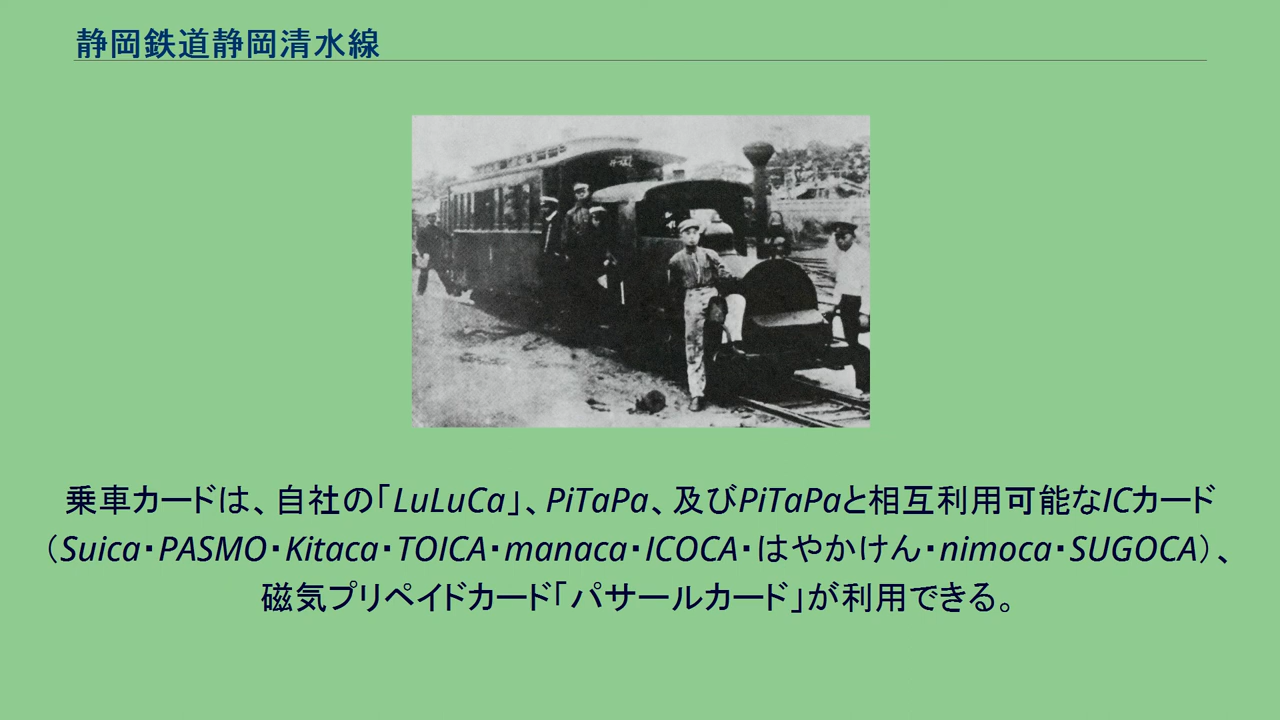 静岡鉄道静岡清水線
乗車カードは、自社の「LuLuCa」、PiTaPa、及びPiTaPaと相互利用可能なICカード
（Suica・PASMO・Kitaca・TOICA・manaca・ICOCA・はやかけん・nimoca・SUGOCA）、
磁気プリペイドカード「パサールカード」が利用できる。